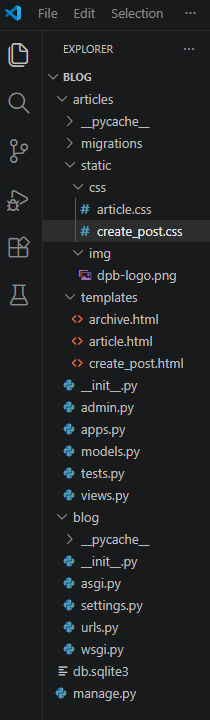 File Edit Selection
EXPLORER
BLOG
articles
__pycache__
migrations
static
css
# article.css
# create_post.css
img
dpb-logo.png
templates
<> archive.html
<> article.html
<> create_post.html
__init__.py
admin.py
apps.py
models.py
tests.py
views.py
blog
__pycache__
__init__.py
asgi.py
settings.py
urls.py
wsgi.py
db.sqlite3
manage.py